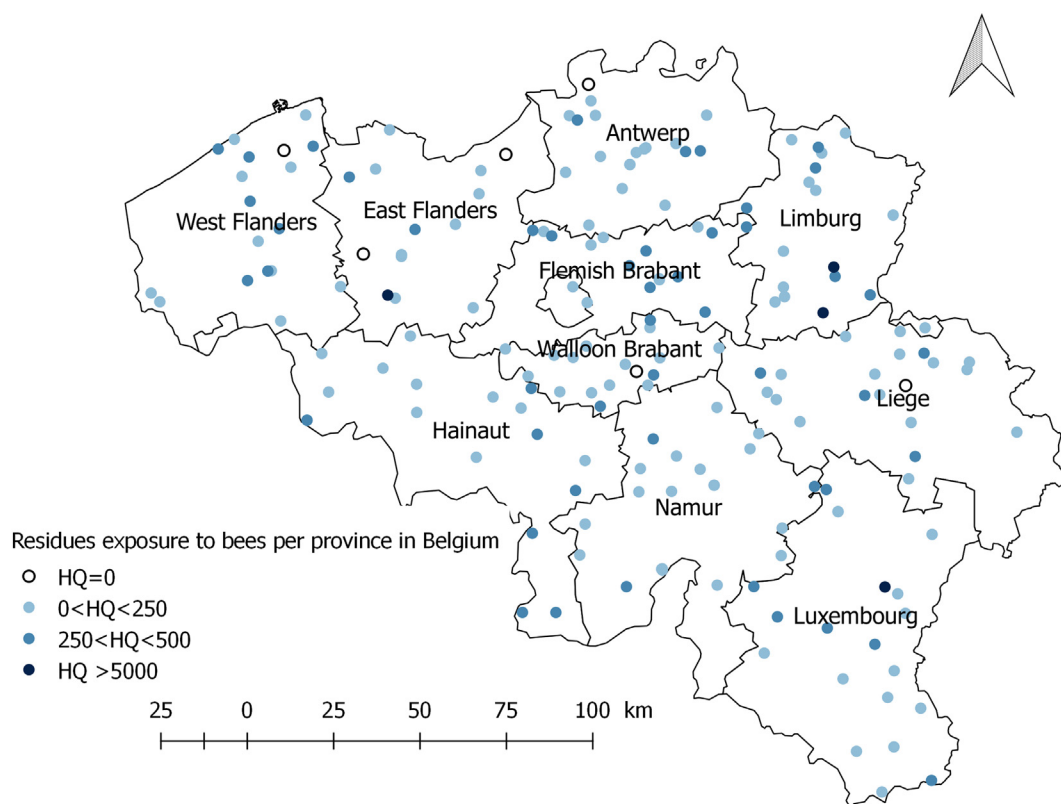 Antwerp
West Flanders
East Flanders
Limburg
Flemish Brabant
Walloon Brabant
Liege
Hainaut
Namur
Luxembourg
Residues exposure to bees per province in Belgium
HQ=0
0<HQ<250
250<HQ<500
HQ >5000
25 0 25 50 75 100 km